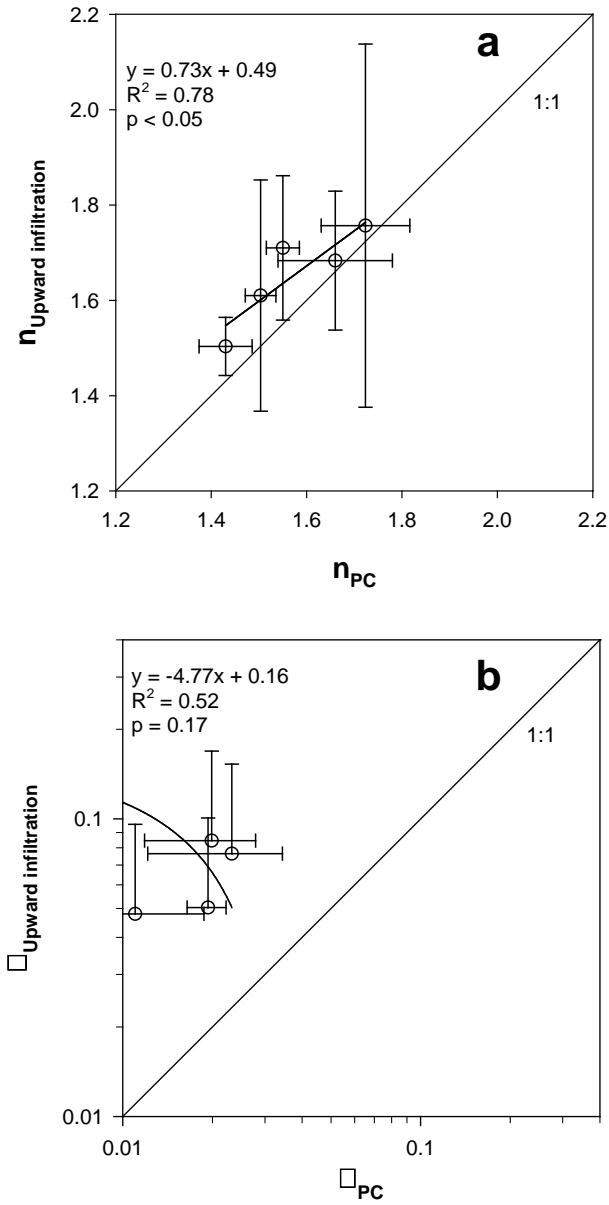 a
y = 0.73x + 0.49
R² = 0.78
p < 0.05
1:1
2.2
2.0
1.8
1.6
1.4
1.2
nUpward infiltration
1.2 1.4 1.6 1.8 2.0 2.2
nPC
b
y = -4.77x + 0.16
R² = 0.52
p = 0.17
1:1
0.1
0.01
□Upward infiltration
0.01 0.1
□PC